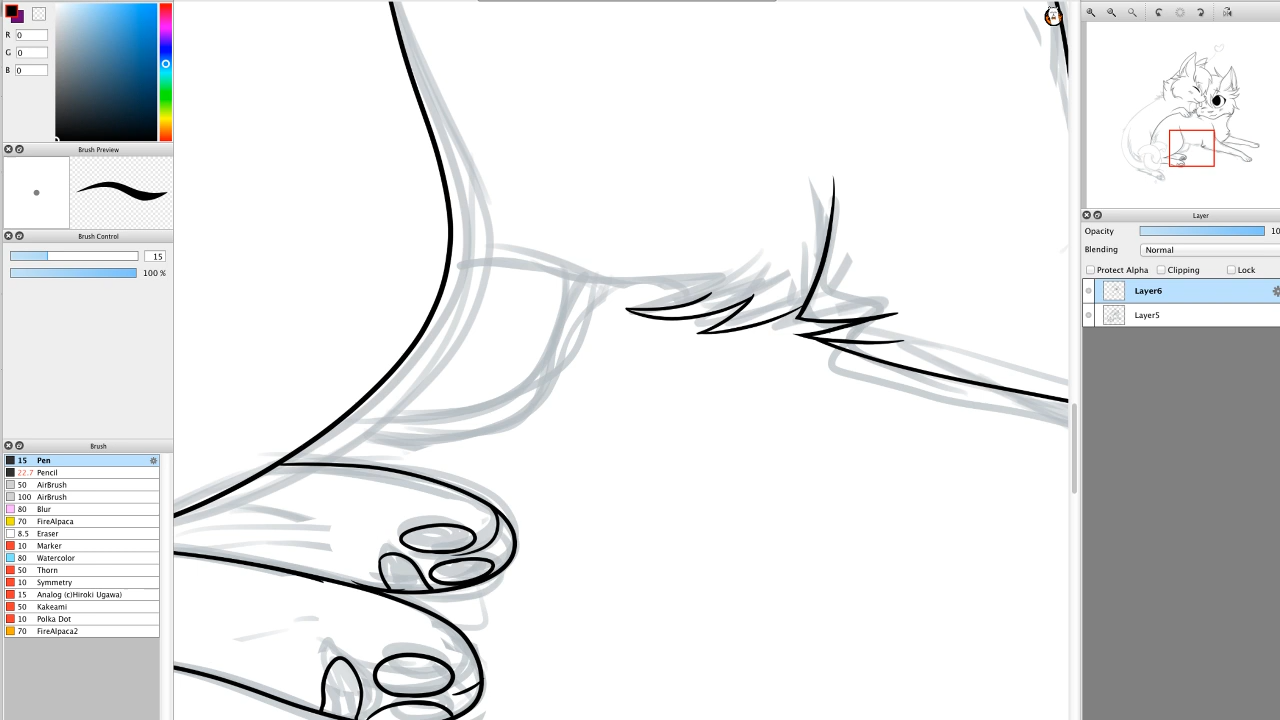 R 0
G 0
B 0
Brush Preview
Brush Control
15
100 %
Brush
15 Pen
22.7 Pencil
50 AirBrush
100 AirBrush
80 Blur
70 FireAlpaca
8.5 Eraser
10 Marker
80 Watercolor
50 Thorn
10 Symmetry
15 Analog (c)Hiroki Ugawa)
50 Kakeami
10 Polka Dot
70 FireAlpaca2
Layer
Opacity 10
Blending Normal
Protect Alpha Clipping Lock
Layer6
Layer5